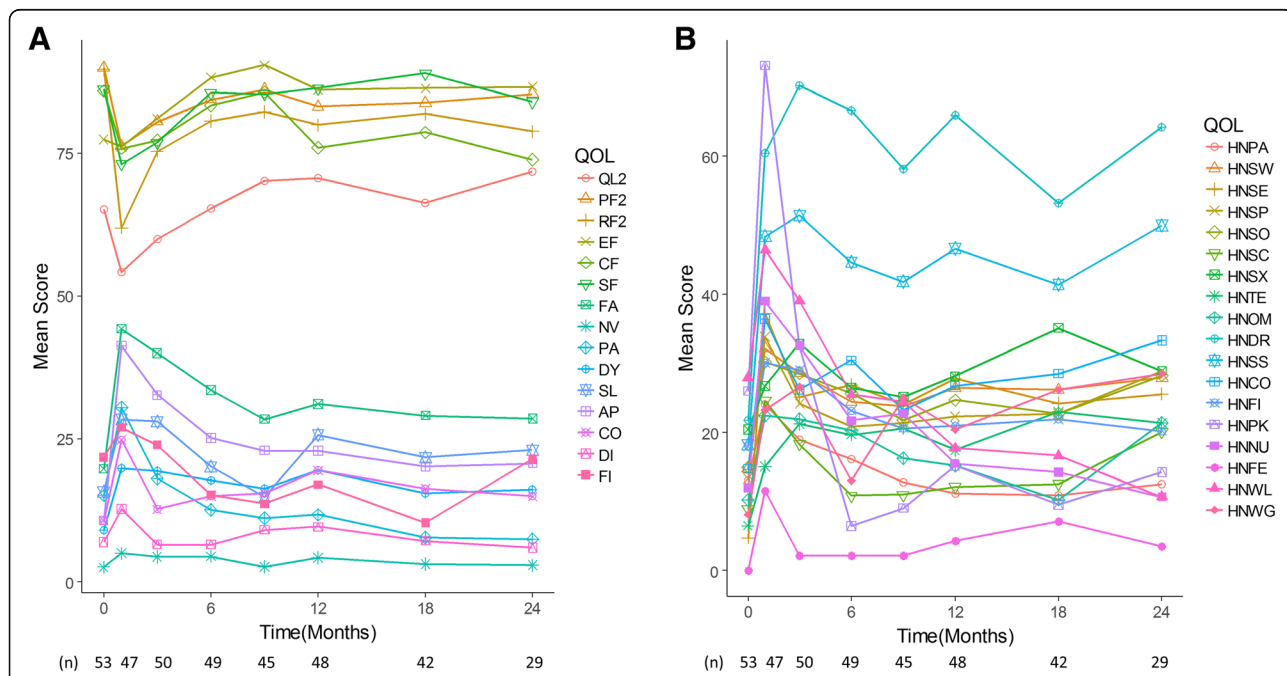 A
Mean Score
75
50
25
0
0 6 12 18 24
Time(Months)
(n) 53 47 50 49 45 48 42 29
QOL
QL2
PF2
RF2
EF
CF
SF
FA
NV
PA
DY
SL
AP
CO
DI
FI
B
Mean Score
60
40
20
0
0 6 12 18 24
Time(Months)
(n) 53 47 50 49 45 48 42 29
QOL
HNPA
HNSW
HNSE
HNSP
HNSO
HNSC
HNSX
HNTE
HNOM
HNDR
HNSS
HNCO
HNFI
HNPK
HNNU
HNFE
HNWL
HNWG